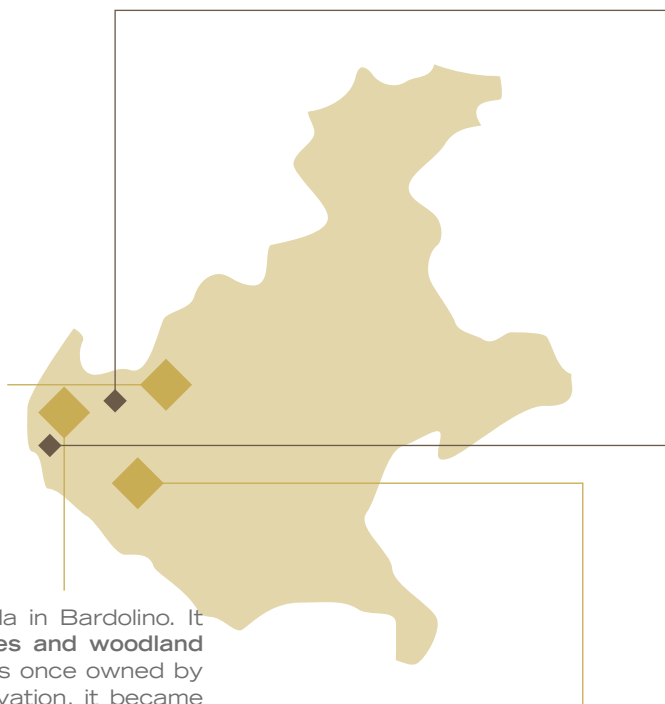 la in Bardolino. It
es and woodland
s once owned by
vation, it became